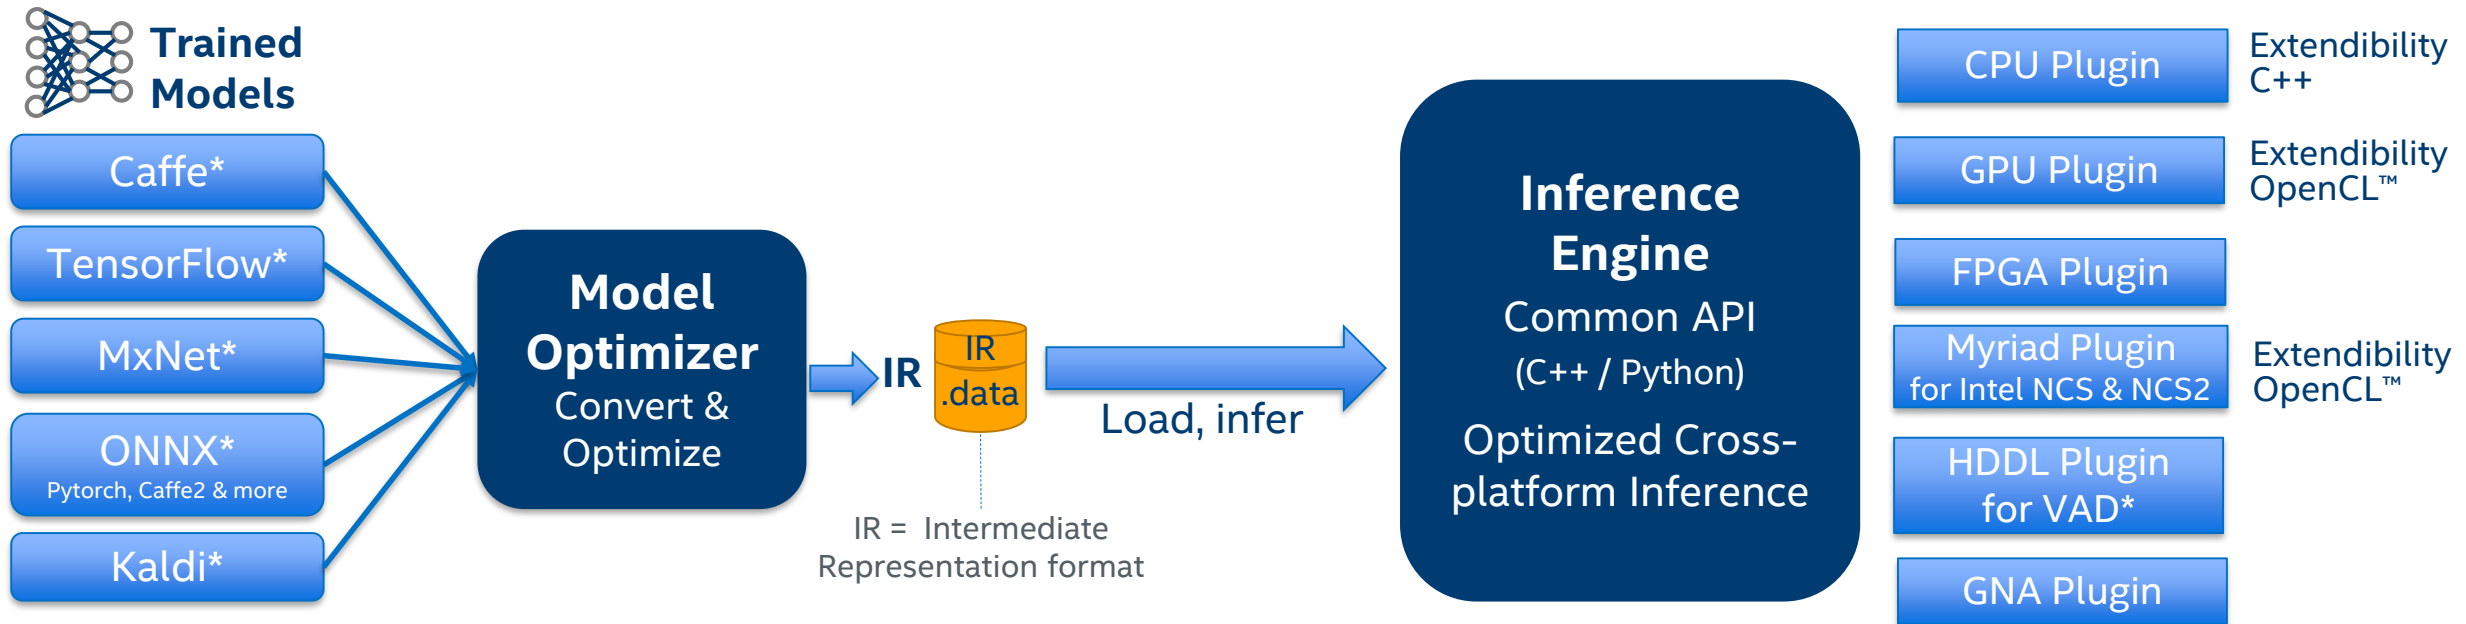 Trained
Models
Caffe*
TensorFlow*
MxNet*
ONNX*
Pytorch, Caffe2 & more
Kaldi*
Model
Optimizer
Convert &
Optimize
IR
IR
.data
IR = Intermediate
Representation format
Load, infer
Inference
Engine
Common API
(C++ / Python)
Optimized Cross-
platform Inference
CPU Plugin
Extendibility
C++
GPU Plugin
Extendibility
OpenCL™
FPGA Plugin
Myriad Plugin
for Intel NCS & NCS2
Extendibility
OpenCL™
HDDL Plugin
for VAD*
GNA Plugin